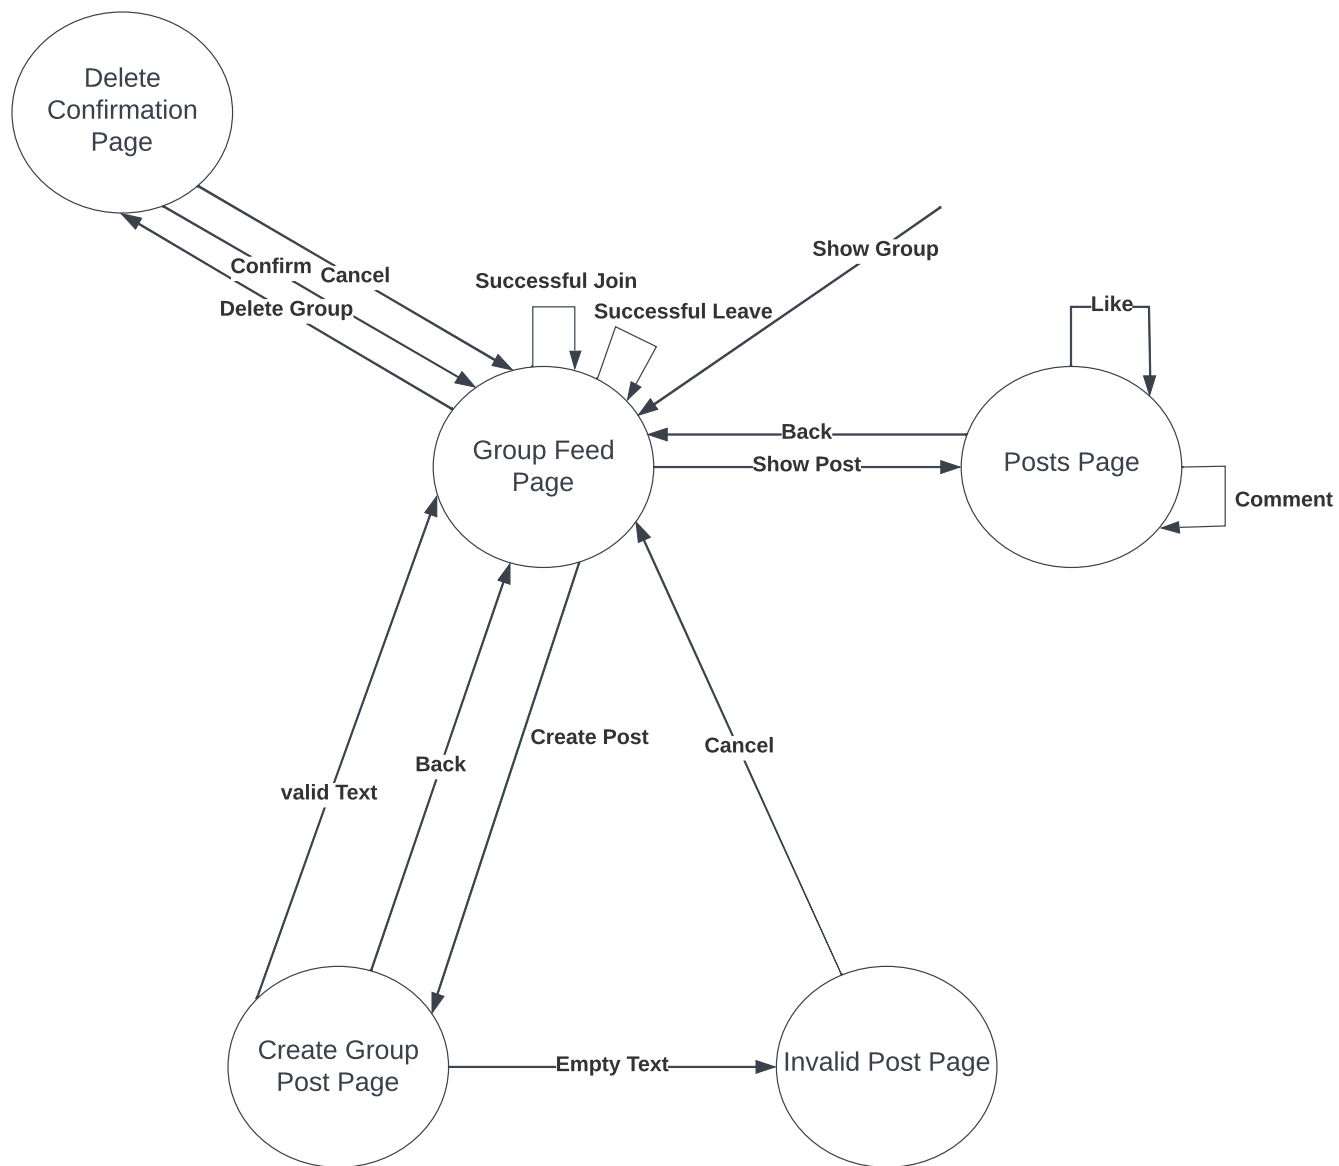 Delete
Confirmation
Page
Confirm
Cancel
Delete Group
Successful Join
Successful Leave
Show Group
Like
Back
Show Post
Group Feed
Page
Posts Page
Comment
Create Post
Cancel
Back
valid Text
Create Group
Post Page
Empty Text
Invalid Post Page